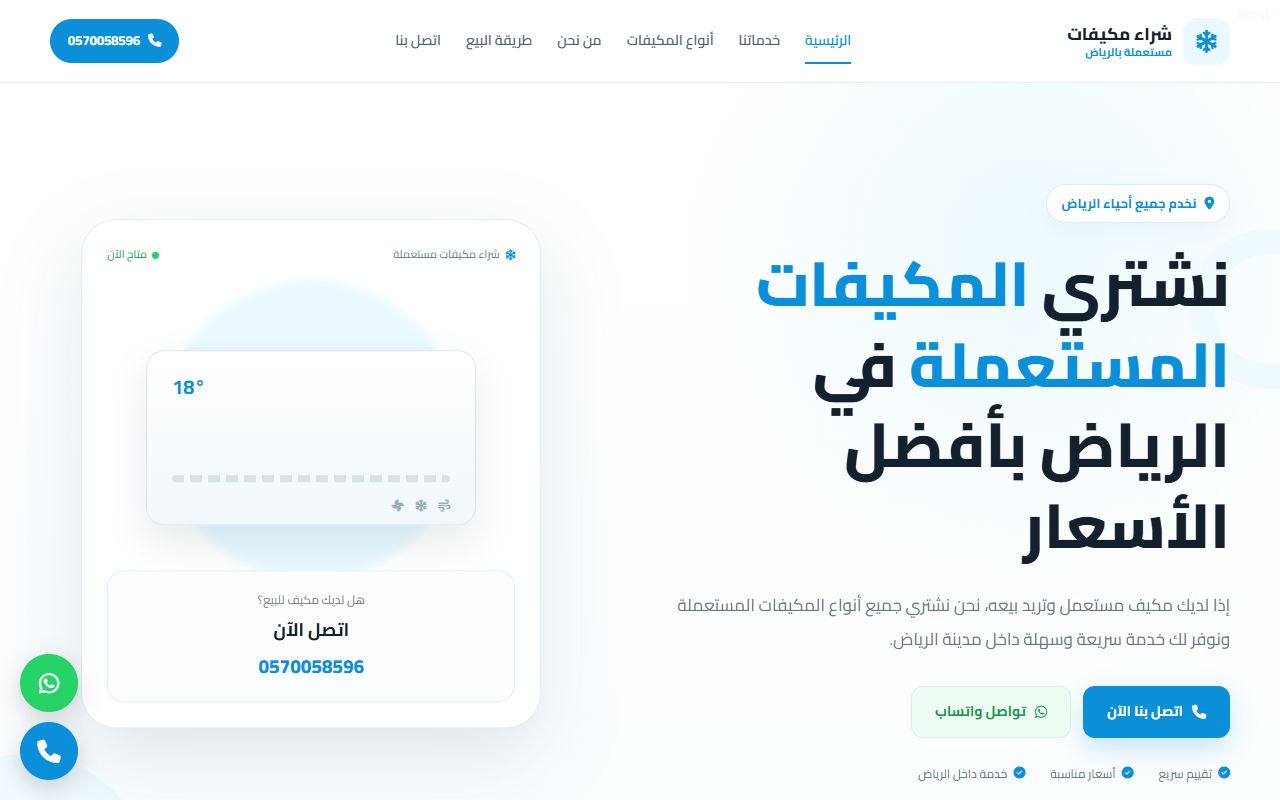 html
شراء مكيفات
مستعملة بالرياض
الرئيسية
خدماتنا
أنواع المكيفات
من نحن
طريقة البيع
اتصل بنا
0570058596
نخدم جميع أحياء الرياض
نشتري المكيفات
المستعملة في
الرياض بأفضل
الأسعار
إذا لديك مكيف مستعمل وتريد بيعه، نحن نشتري جميع أنواع المكيفات المستعملة
ونوفر لك خدمة سريعة وسهلة داخل مدينة الرياض.
اتصل بنا الآن
تواصل واتساب
تقييم سريع
أسعار مناسبة
خدمة داخل الرياض
شراء مكيفات مستعملة
متاح الآن
18°
هل لديك مكيف للبيع؟
اتصل الآن
0570058596